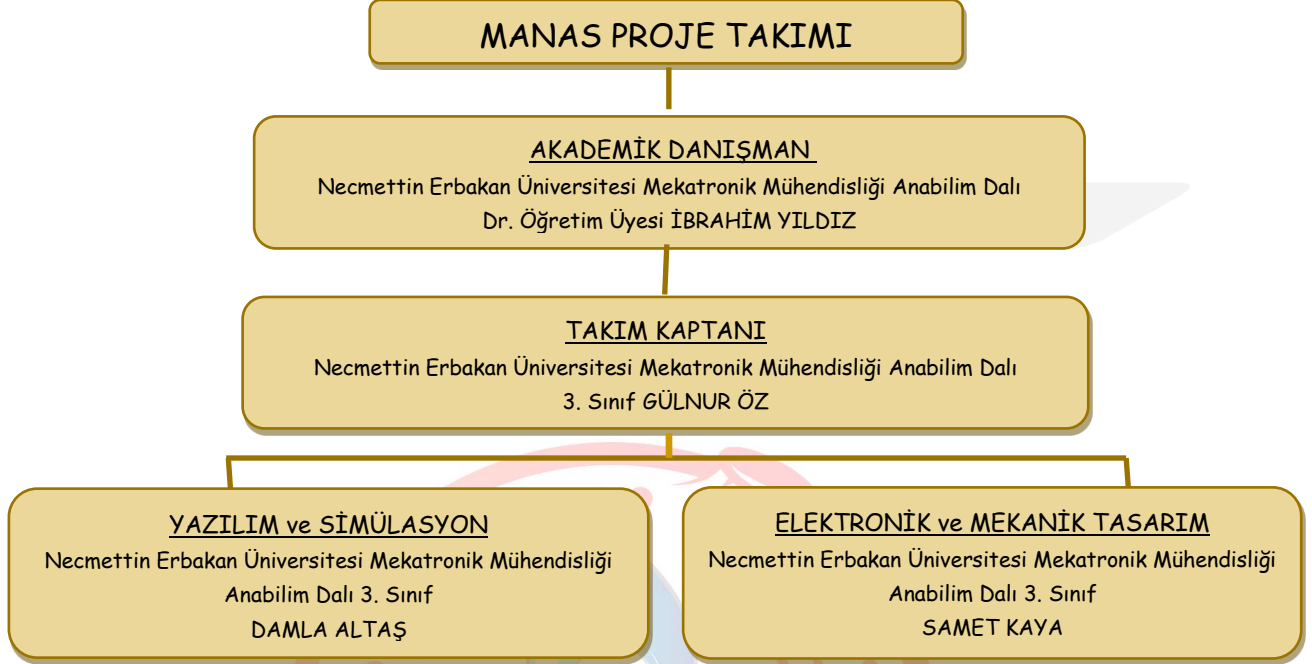 MANAS PROJE TAKIMI
AKADEMİK DANIŞMAN
Necmettin Erbakan Üniversitesi Mekatronik Mühendisliği Anabilim Dalı
Dr. Öğretim Üyesi İBRAHİM YILDIZ
TAKIM KAPTANI
Necmettin Erbakan Üniversitesi Mekatronik Mühendisliği Anabilim Dalı
3. Sınıf GÜLNUR ÖZ
YAZILIM ve SİMÜLASYON
Necmettin Erbakan Üniversitesi Mekatronik Mühendisliği
Anabilim Dalı 3. Sınıf
DAMLA ALTAŞ
ELEKTRONİK ve MEKANİK TASARIM
Necmettin Erbakan Üniversitesi Mekatronik Mühendisliği
Anabilim Dalı 3. Sınıf
SAMET KAYA